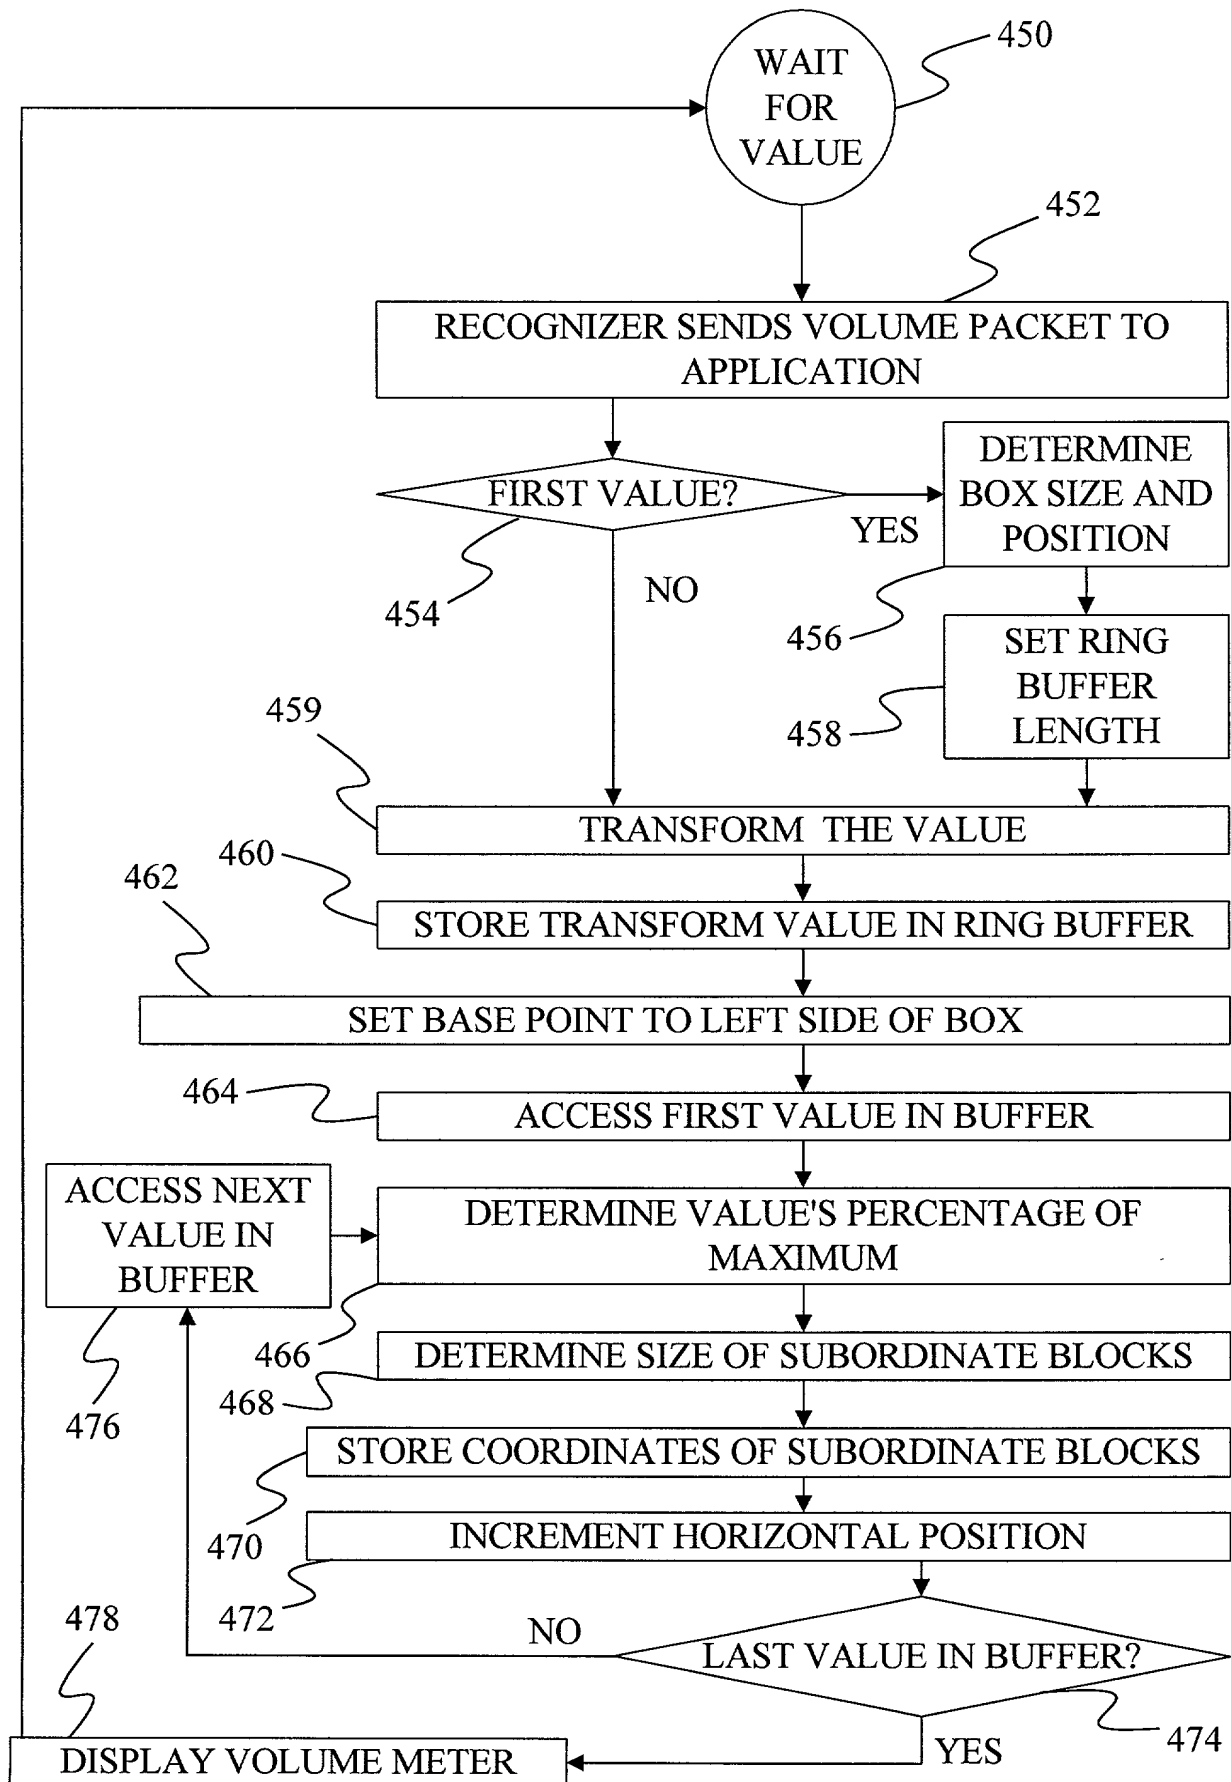 WAIT
FOR
VALUE
450
452
RECOGNIZER SENDS VOLUME PACKET TO
APPLICATION
FIRST VALUE?
YES
NO
454
DETERMINE
BOX SIZE AND
POSITION
456
SET RING
BUFFER
LENGTH
458
459
TRANSFORM THE VALUE
460
STORE TRANSFORM VALUE IN RING BUFFER
462
SET BASE POINT TO LEFT SIDE OF BOX
464
ACCESS FIRST VALUE IN BUFFER
ACCESS NEXT
VALUE IN
BUFFER
476
DETERMINE VALUE'S PERCENTAGE OF
MAXIMUM
466
DETERMINE SIZE OF SUBORDINATE BLOCKS
468
STORE COORDINATES OF SUBORDINATE BLOCKS
470
INCREMENT HORIZONTAL POSITION
472
LAST VALUE IN BUFFER?
NO
474
YES
478
DISPLAY VOLUME METER